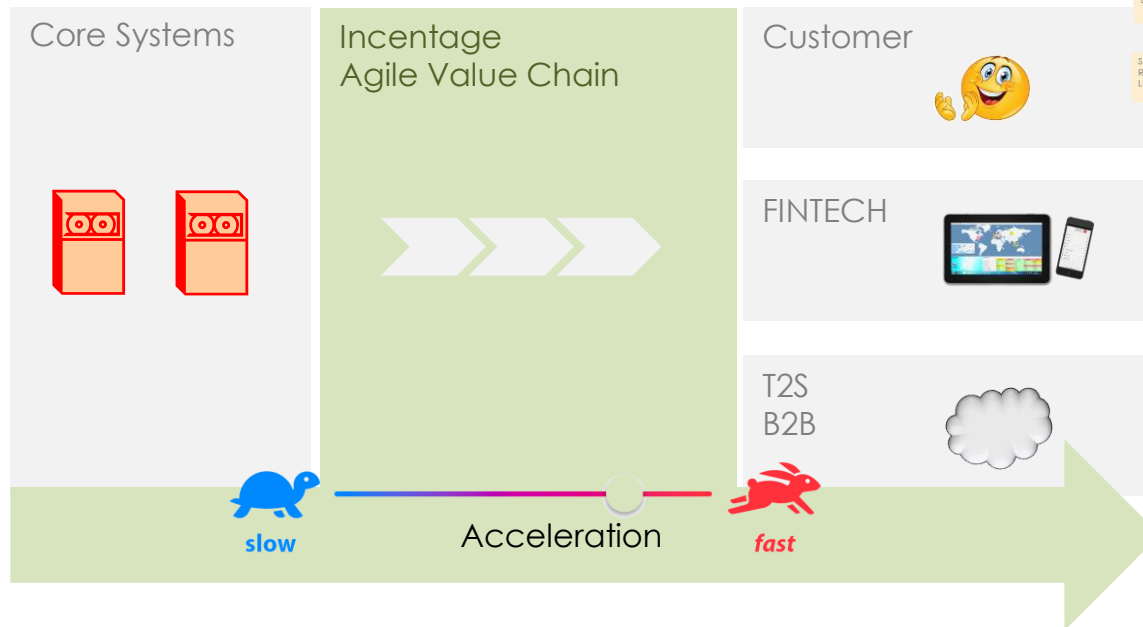 Core Systems
Incentage
Agile Value Chain
Customer
FINTECH
T2S
B2B
slow
Acceleration
fast